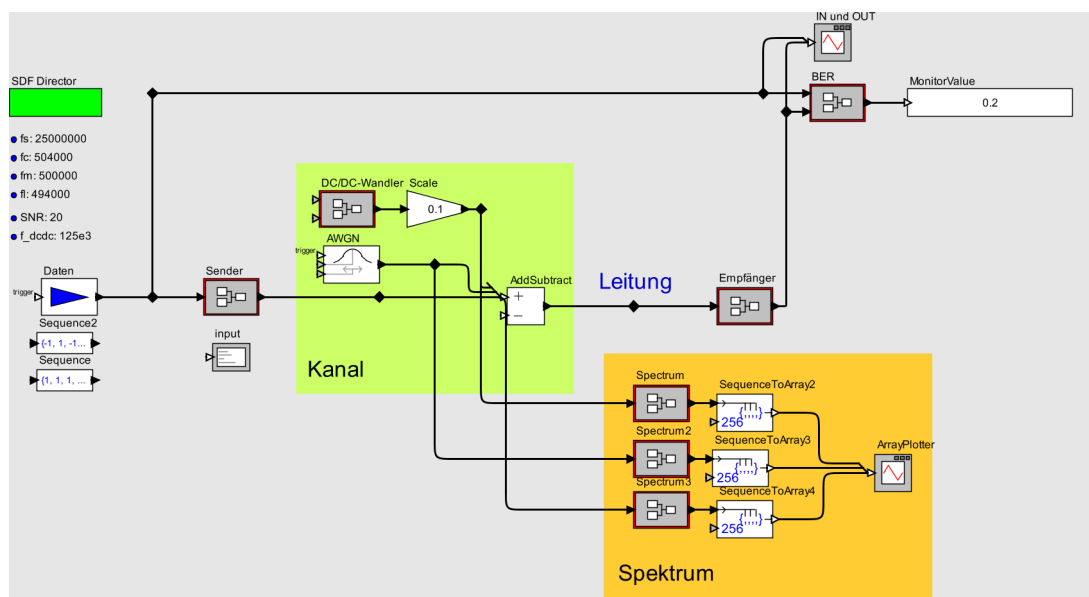 IN und OUT
SDF Director
BER
MonitorValue
0.2
fs: 25000000
fc: 504000
fm: 500000
fl: 494000
SNR: 20
f_dcdc: 125e3
DC/DC-Wandler
Scale
0.1
AWGN
trigger
Daten
trigger
Sender
AddSubtract
+
−
Leitung
Empfänger
Sequence2
{-1, 1, -1...
input
Sequence
{1, 1, 1, ...
Kanal
Spectrum
SequenceToArray2
{,,,,}
256
Spectrum2
SequenceToArray3
{,,,,}
256
ArrayPlotter
Spectrum3
SequenceToArray4
{,,,,}
256
Spektrum